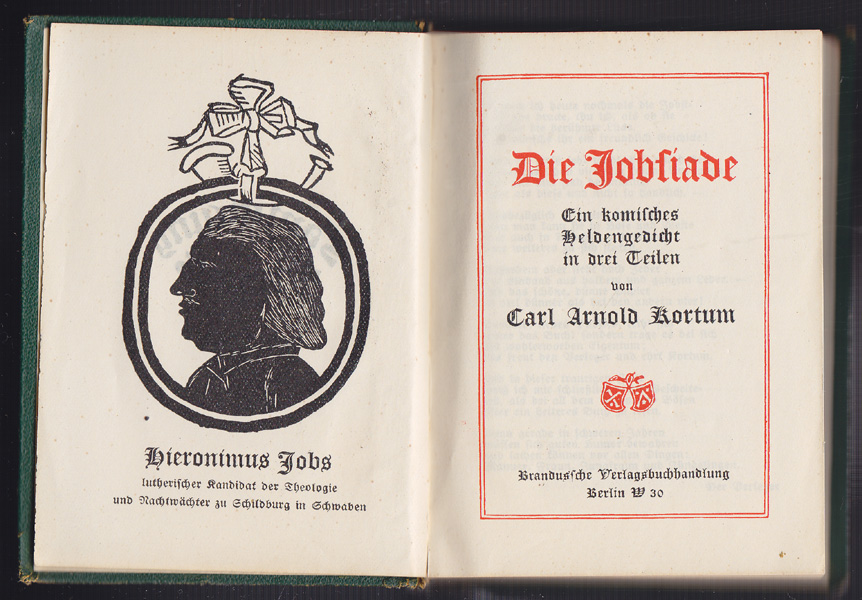 Hieronimus Jobs
lutherischer Kandidat der Theologie
und Nachtwächter zu Schildburg in Schwaben
Die Jobſiade
Ein komiſches
Heldengedicht
in drei Teilen
von
Carl Arnold Kortum
Brandusſche Verlagsbuchhandlung
Berlin W 30